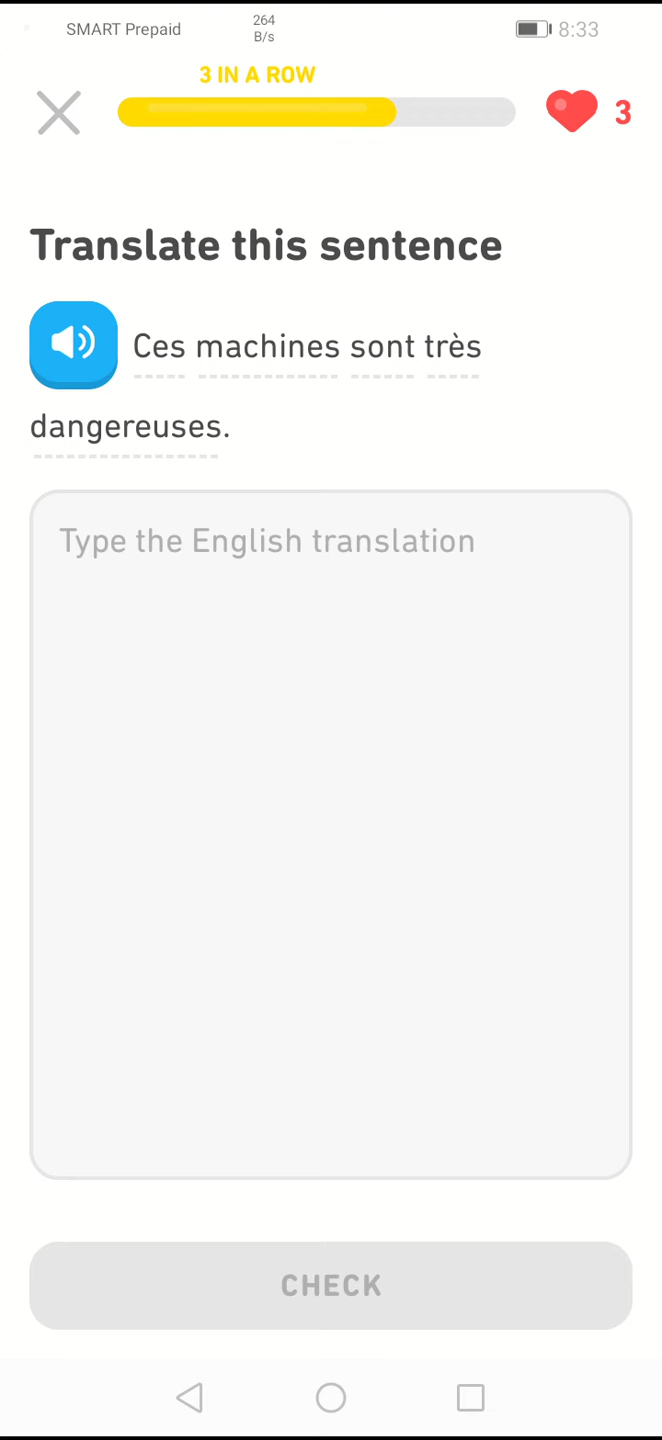 SMART Prepaid 264 B/s 8:33
3 IN A ROW
3
Translate this sentence
Ces machines sont très
dangereuses.
Type the English translation
CHECK